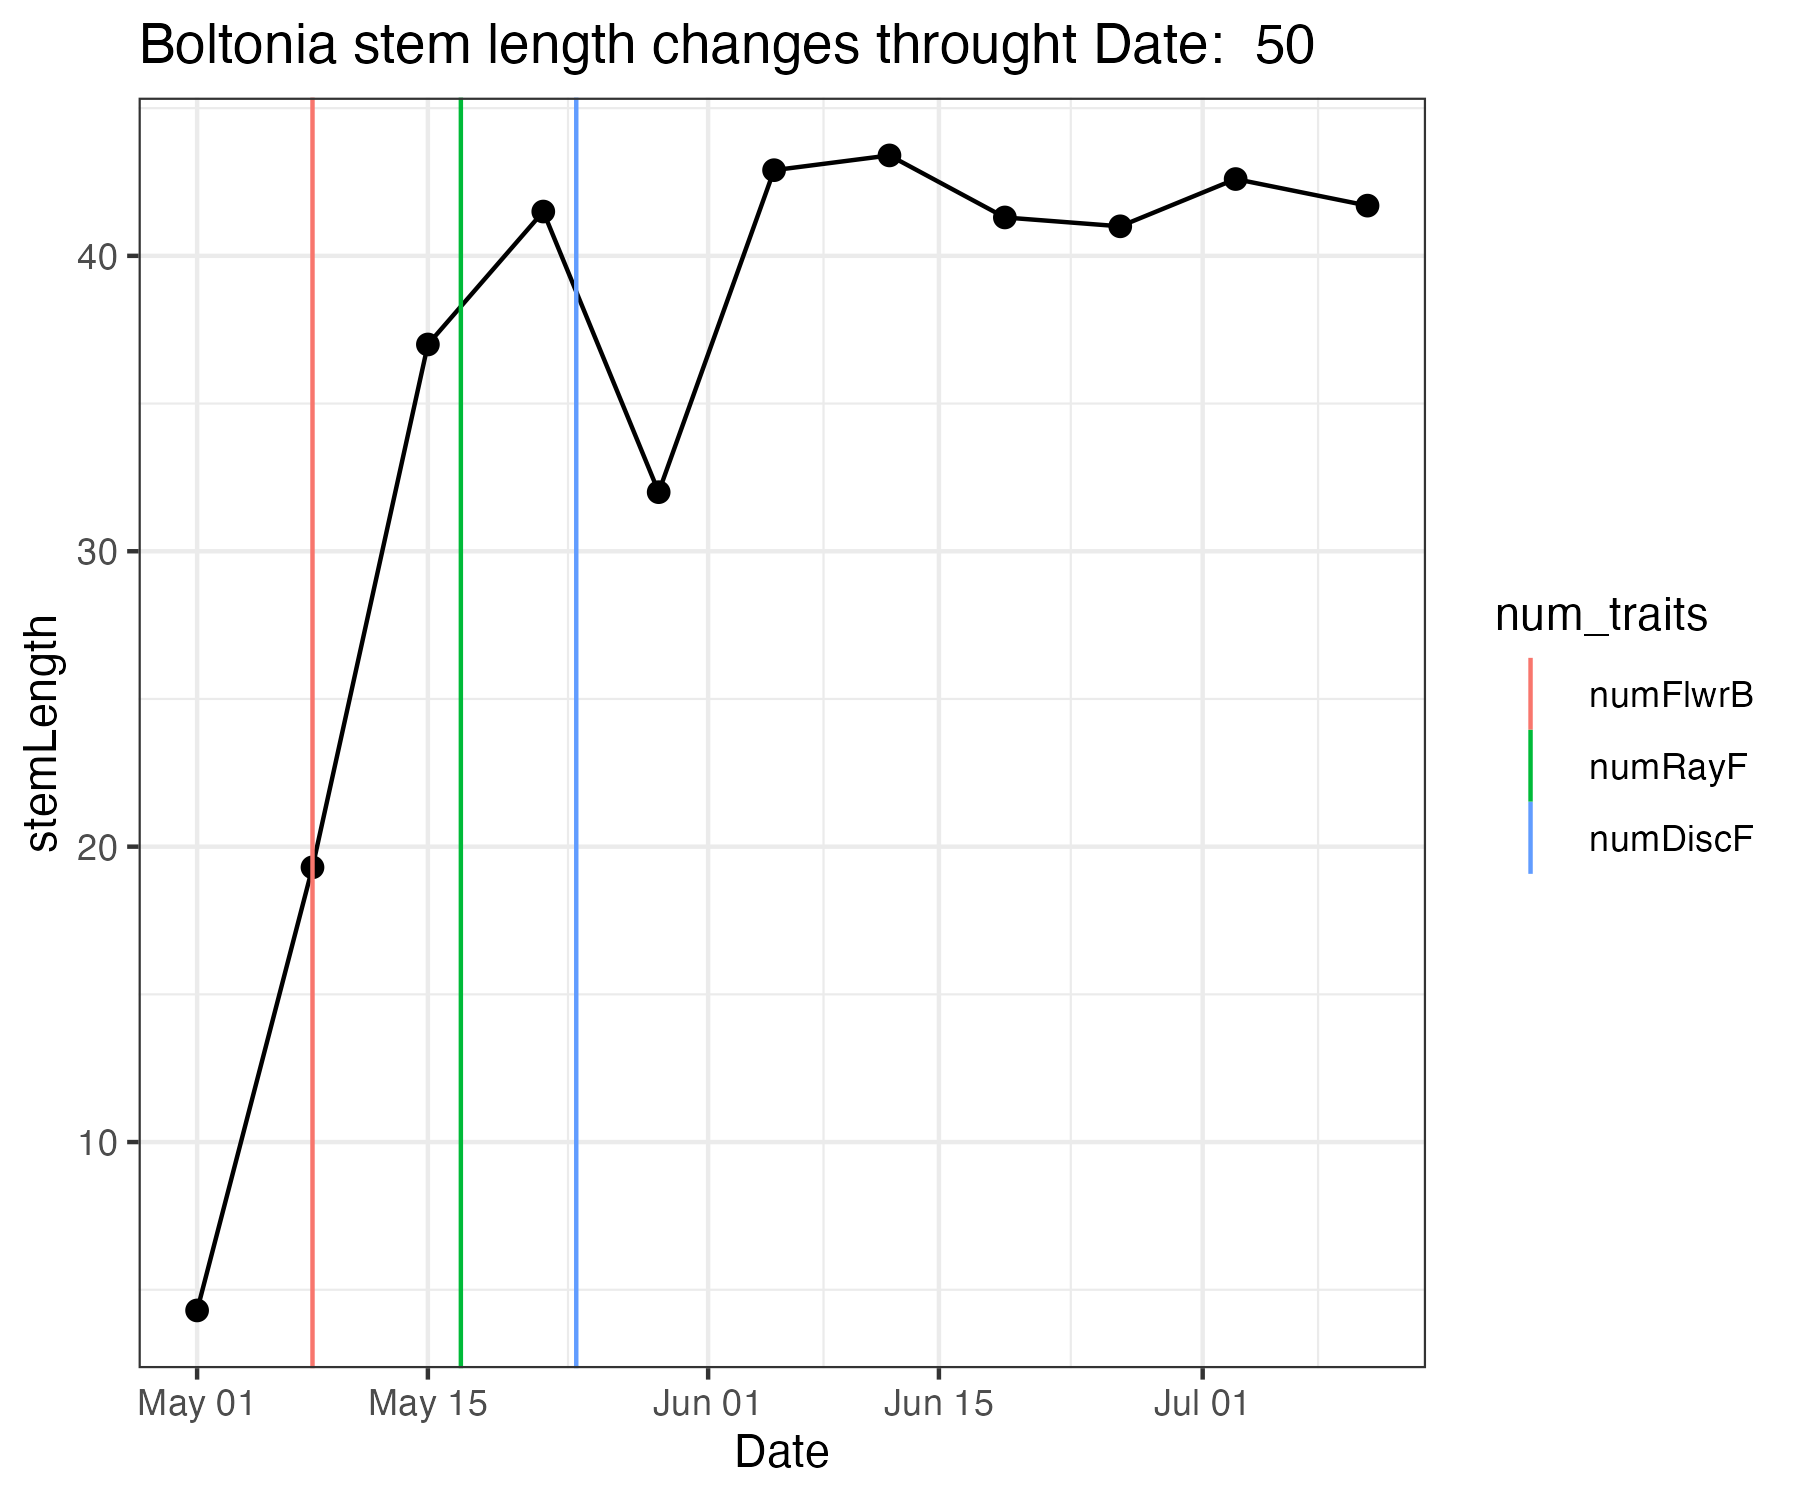 Boltonia stem length changes throught Date:  50
stemLength
40
30
20
10
May 01
May 15
Jun 01
Jun 15
Jul 01
Date
num_traits
numFlwrB
numRayF
numDiscF